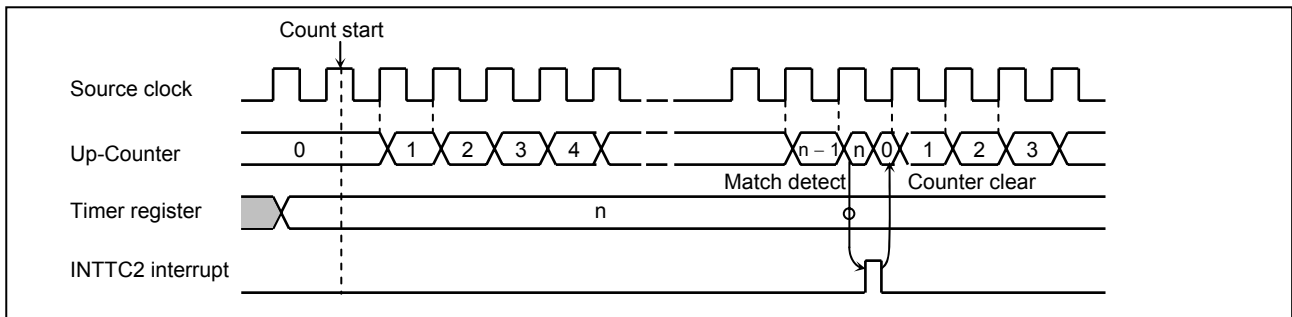 Count start
Source clock
Up-Counter 0 1 2 3 4 n − 1 n 0 1 2 3
Match detect Counter clear
Timer register n
INTTC2 interrupt